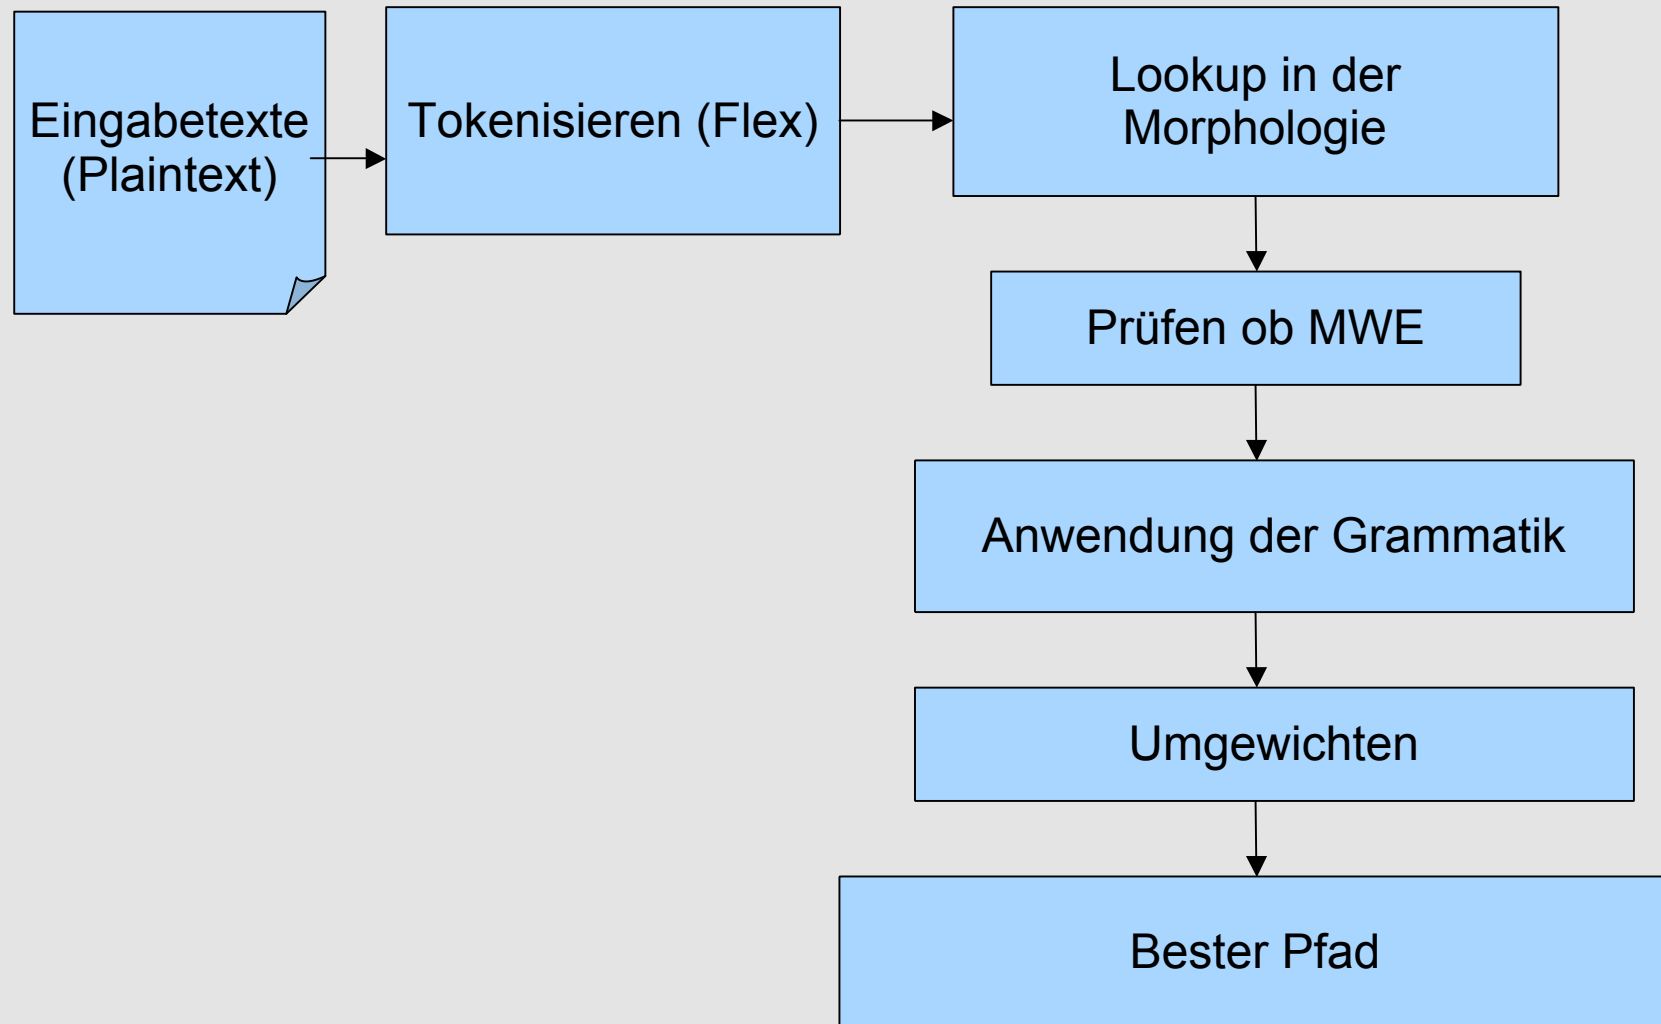 Eingabetexte
(Plaintext)
Tokenisieren (Flex)
Lookup in der
Morphologie
Prüfen ob MWE
Anwendung der Grammatik
Umgewichten
Bester Pfad